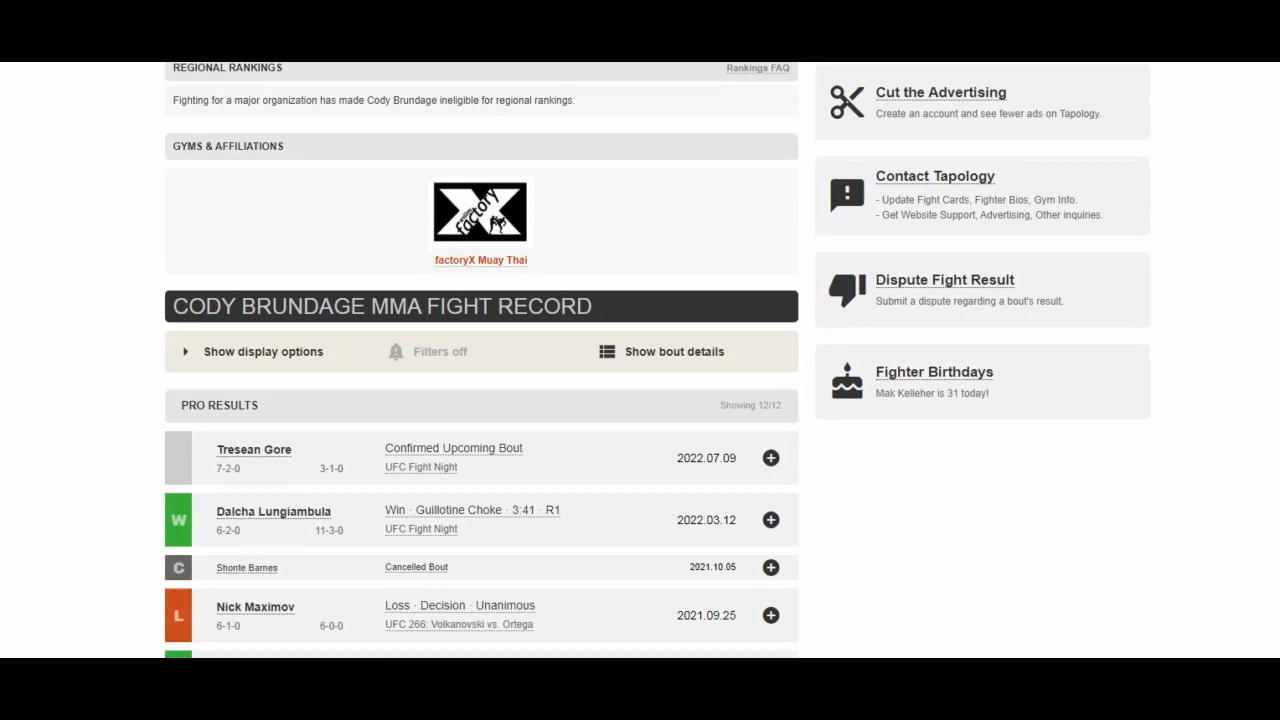 REGIONAL RANKINGS Rankings FAQ
Fighting for a major organization has made Cody Brundage ineligible for regional rankings.
GYMS & AFFILIATIONS
X
factory
factoryX Muay Thai
CODY BRUNDAGE MMA FIGHT RECORD
Show display options Filters off Show bout details
PRO RESULTS Showing 12/12
Tresean Gore Confirmed Upcoming Bout 2022.07.09
7-2-0 3-1-0 UFC Fight Night
W Dalcha Lungiambula Win · Guillotine Choke · 3:41 · R1 2022.03.12
6-2-0 11-3-0 UFC Fight Night
C Shonte Barnes Cancelled Bout 2021.10.05
L Nick Maximov Loss · Decision · Unanimous 2021.09.25
6-1-0 6-0-0 UFC 266: Volkanovski vs. Ortega
Cut the Advertising
Create an account and see fewer ads on Tapology.
Contact Tapology
- Update Fight Cards, Fighter Bios, Gym Info.
- Get Website Support, Advertising, Other inquiries.
Dispute Fight Result
Submit a dispute regarding a bout's result.
Fighter Birthdays
Mak Kelleher is 31 today!